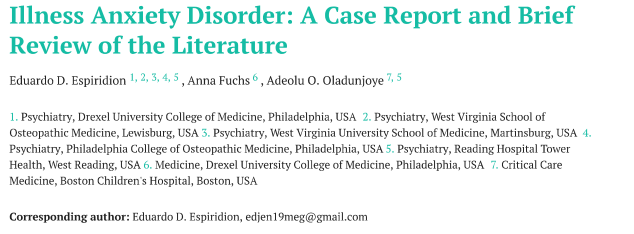 Illness Anxiety Disorder: A Case Report and Brief
Review of the Literature
Eduardo D. Espiridion 1, 2, 3, 4, 5 , Anna Fuchs 6 , Adeolu O. Oladunjoye 7, 5
1. Psychiatry, Drexel University College of Medicine, Philadelphia, USA 2. Psychiatry, West Virginia School of
Osteopathic Medicine, Lewisburg, USA 3. Psychiatry, West Virginia University School of Medicine, Martinsburg, USA 4.
Psychiatry, Philadelphia College of Osteopathic Medicine, Philadelphia, USA 5. Psychiatry, Reading Hospital Tower
Health, West Reading, USA 6. Medicine, Drexel University College of Medicine, Philadelphia, USA 7. Critical Care
Medicine, Boston Children's Hospital, Boston, USA
Corresponding author: Eduardo D. Espiridion, edjen19meg@gmail.com